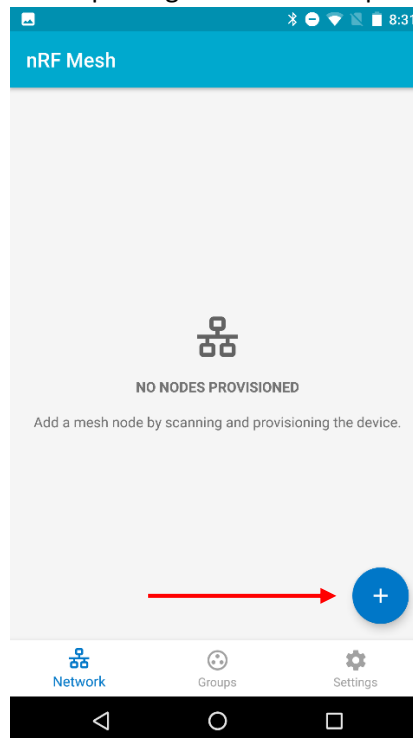 8:31
nRF Mesh
NO NODES PROVISIONED
Add a mesh node by scanning and provisioning the device.
+
Network
Groups
Settings